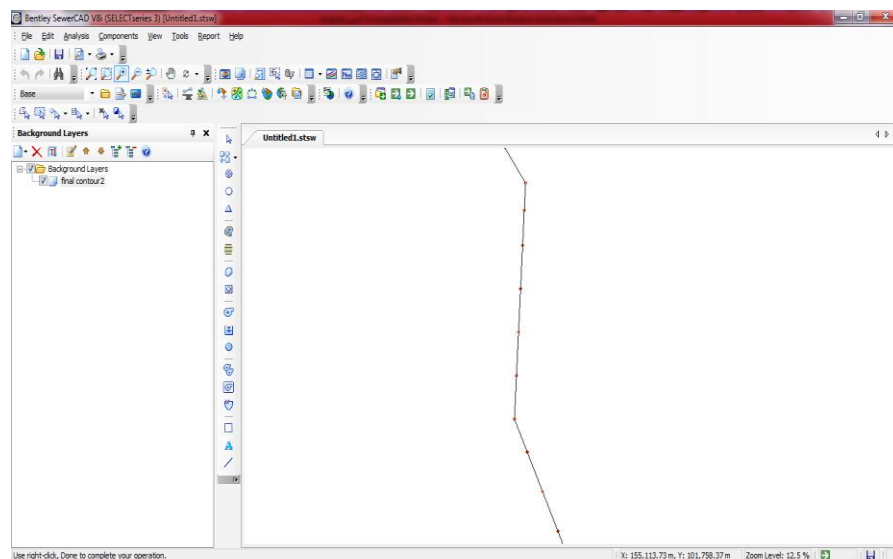 Bentley SewerCAD V8i (SELECTseries 3) [Untitled1.stsw]
File Edit Analysis Components View Tools Report Help
Base
Background Layers
Untitled1.stsw
Background Layers
final contour2
A
Use right-click, Done to complete your operation.
X: 155,113.73 m, Y: 101,758.37 m Zoom Level: 12.5 %